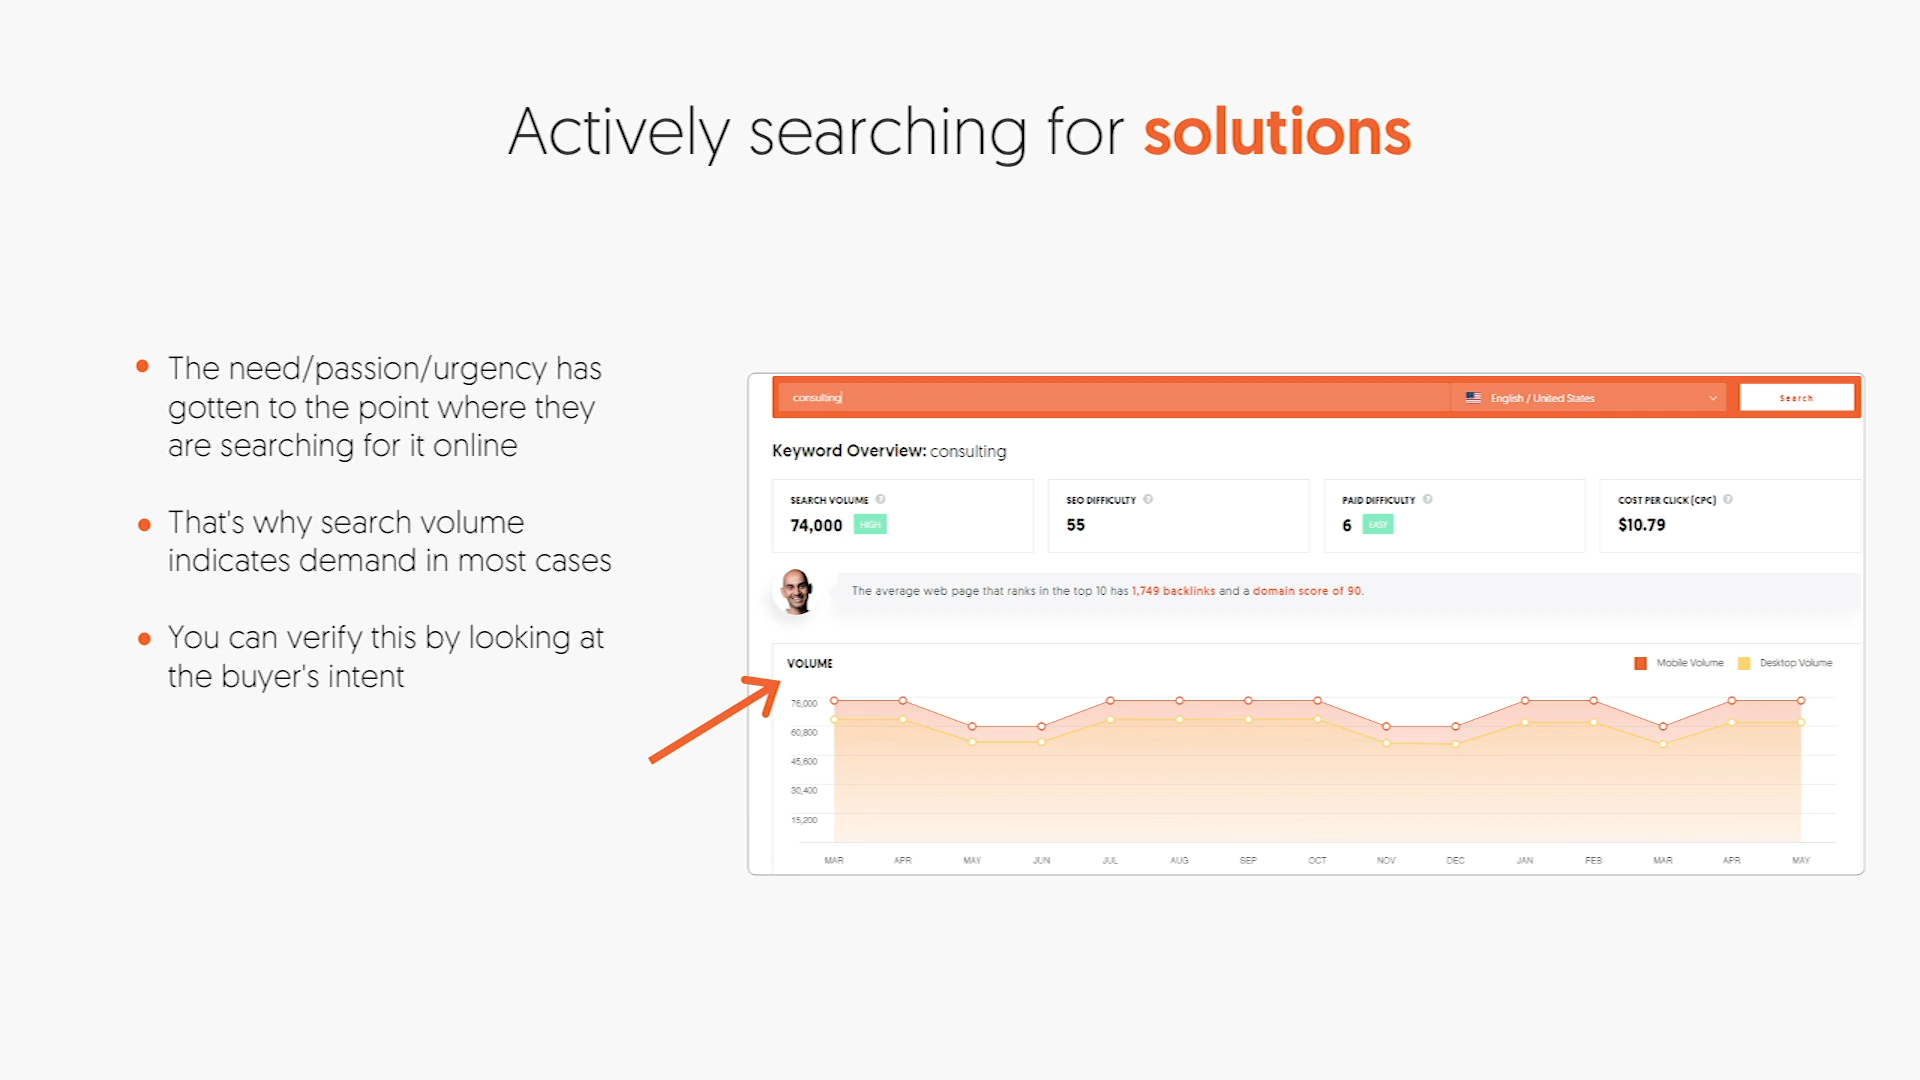 Actively searching for solutions
The need/passion/urgency has
gotten to the point where they
are searching for it online
That's why search volume
indicates demand in most cases
You can verify this by looking at
the buyer's intent
consulting
English / United States
Search
Keyword Overview: consulting
SEARCH VOLUME ?
74,000 HIGH
SEO DIFFICULTY ?
55
PAID DIFFICULTY ?
6 EASY
COST PER CLICK (CPC) ?
$10.79
The average web page that ranks in the top 10 has 1,749 backlinks and a domain score of 90.
VOLUME
Mobile Volume Desktop Volume
76,000
60,800
45,600
30,400
15,200
MAR APR MAY JUN JUL AUG SEP OCT NOV DEC JAN FEB MAR APR MAY